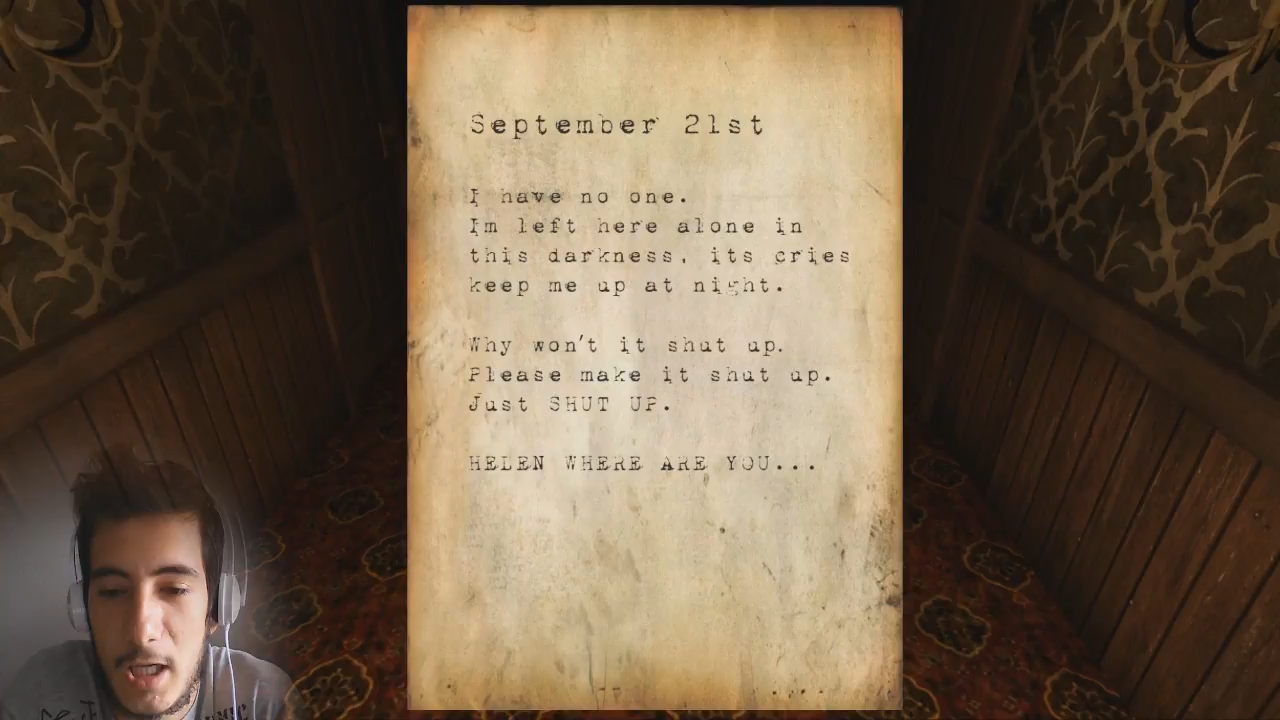 September 21st
I have no one.
Im left here alone in
this darkness, its cries
keep me up at night.
Why won't it shut up.
Please make it shut up.
Just SHUT UP.
HELEN WHERE ARE YOU...